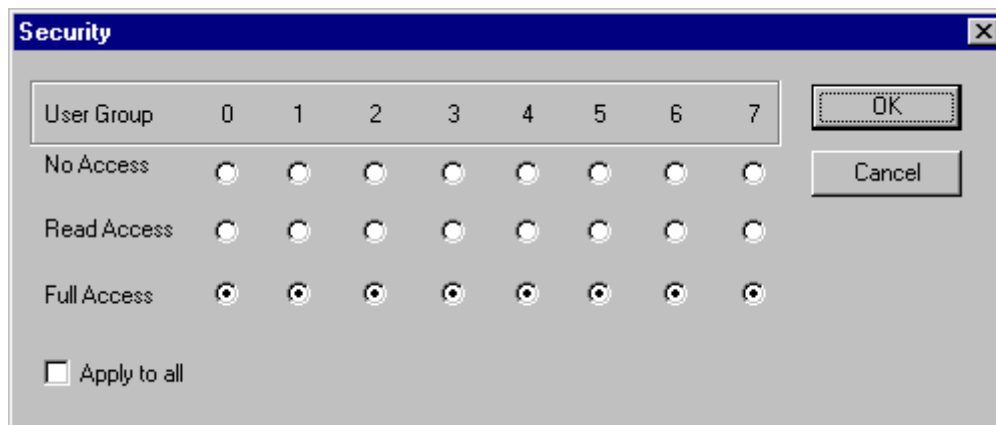 Security
User Group 0 1 2 3 4 5 6 7
OK
No Access
Cancel
Read Access
Full Access
Apply to all